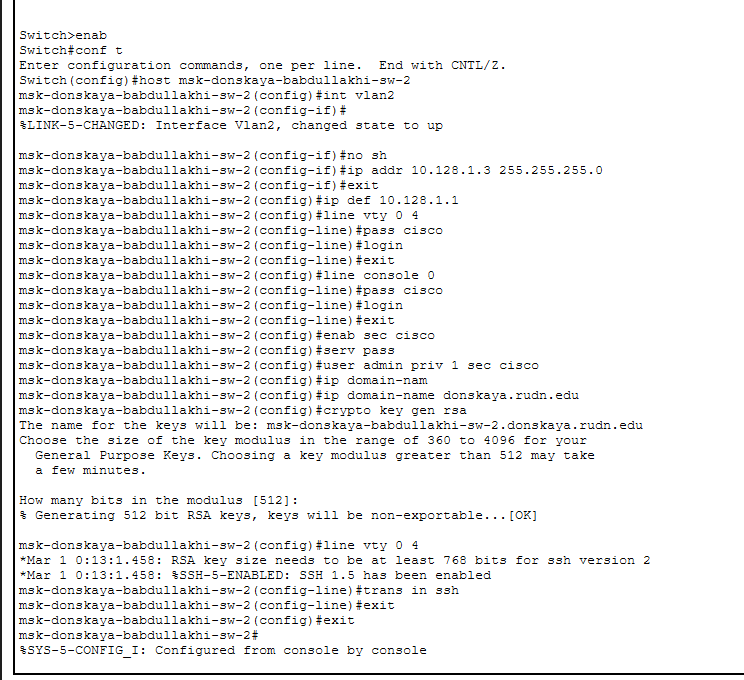 Switch>enab
Switch#conf t
Enter configuration commands, one per line.  End with CNTL/Z.
Switch(config)#host msk-donskaya-babdullakhi-sw-2
msk-donskaya-babdullakhi-sw-2(config)#int vlan2
msk-donskaya-babdullakhi-sw-2(config-if)#
%LINK-5-CHANGED: Interface Vlan2, changed state to up
msk-donskaya-babdullakhi-sw-2(config-if)#no sh
msk-donskaya-babdullakhi-sw-2(config-if)#ip addr 10.128.1.3 255.255.255.0
msk-donskaya-babdullakhi-sw-2(config-if)#exit
msk-donskaya-babdullakhi-sw-2(config)#ip def 10.128.1.1
msk-donskaya-babdullakhi-sw-2(config)#line vty 0 4
msk-donskaya-babdullakhi-sw-2(config-line)#pass cisco
msk-donskaya-babdullakhi-sw-2(config-line)#login
msk-donskaya-babdullakhi-sw-2(config-line)#exit
msk-donskaya-babdullakhi-sw-2(config)#line console 0
msk-donskaya-babdullakhi-sw-2(config-line)#pass cisco
msk-donskaya-babdullakhi-sw-2(config-line)#login
msk-donskaya-babdullakhi-sw-2(config-line)#exit
msk-donskaya-babdullakhi-sw-2(config)#enab sec cisco
msk-donskaya-babdullakhi-sw-2(config)#serv pass
msk-donskaya-babdullakhi-sw-2(config)#user admin priv 1 sec cisco
msk-donskaya-babdullakhi-sw-2(config)#ip domain-nam
msk-donskaya-babdullakhi-sw-2(config)#ip domain-name donskaya.rudn.edu
msk-donskaya-babdullakhi-sw-2(config)#crypto key gen rsa
The name for the keys will be: msk-donskaya-babdullakhi-sw-2.donskaya.rudn.edu
Choose the size of the key modulus in the range of 360 to 4096 for your
  General Purpose Keys. Choosing a key modulus greater than 512 may take
  a few minutes.
How many bits in the modulus [512]:
% Generating 512 bit RSA keys, keys will be non-exportable...[OK]
msk-donskaya-babdullakhi-sw-2(config)#line vty 0 4
*Mar 1 0:13:1.458: RSA key size needs to be at least 768 bits for ssh version 2
*Mar 1 0:13:1.458: %SSH-5-ENABLED: SSH 1.5 has been enabled
msk-donskaya-babdullakhi-sw-2(config-line)#trans in ssh
msk-donskaya-babdullakhi-sw-2(config-line)#exit
msk-donskaya-babdullakhi-sw-2(config)#exit
msk-donskaya-babdullakhi-sw-2#
%SYS-5-CONFIG_I: Configured from console by console